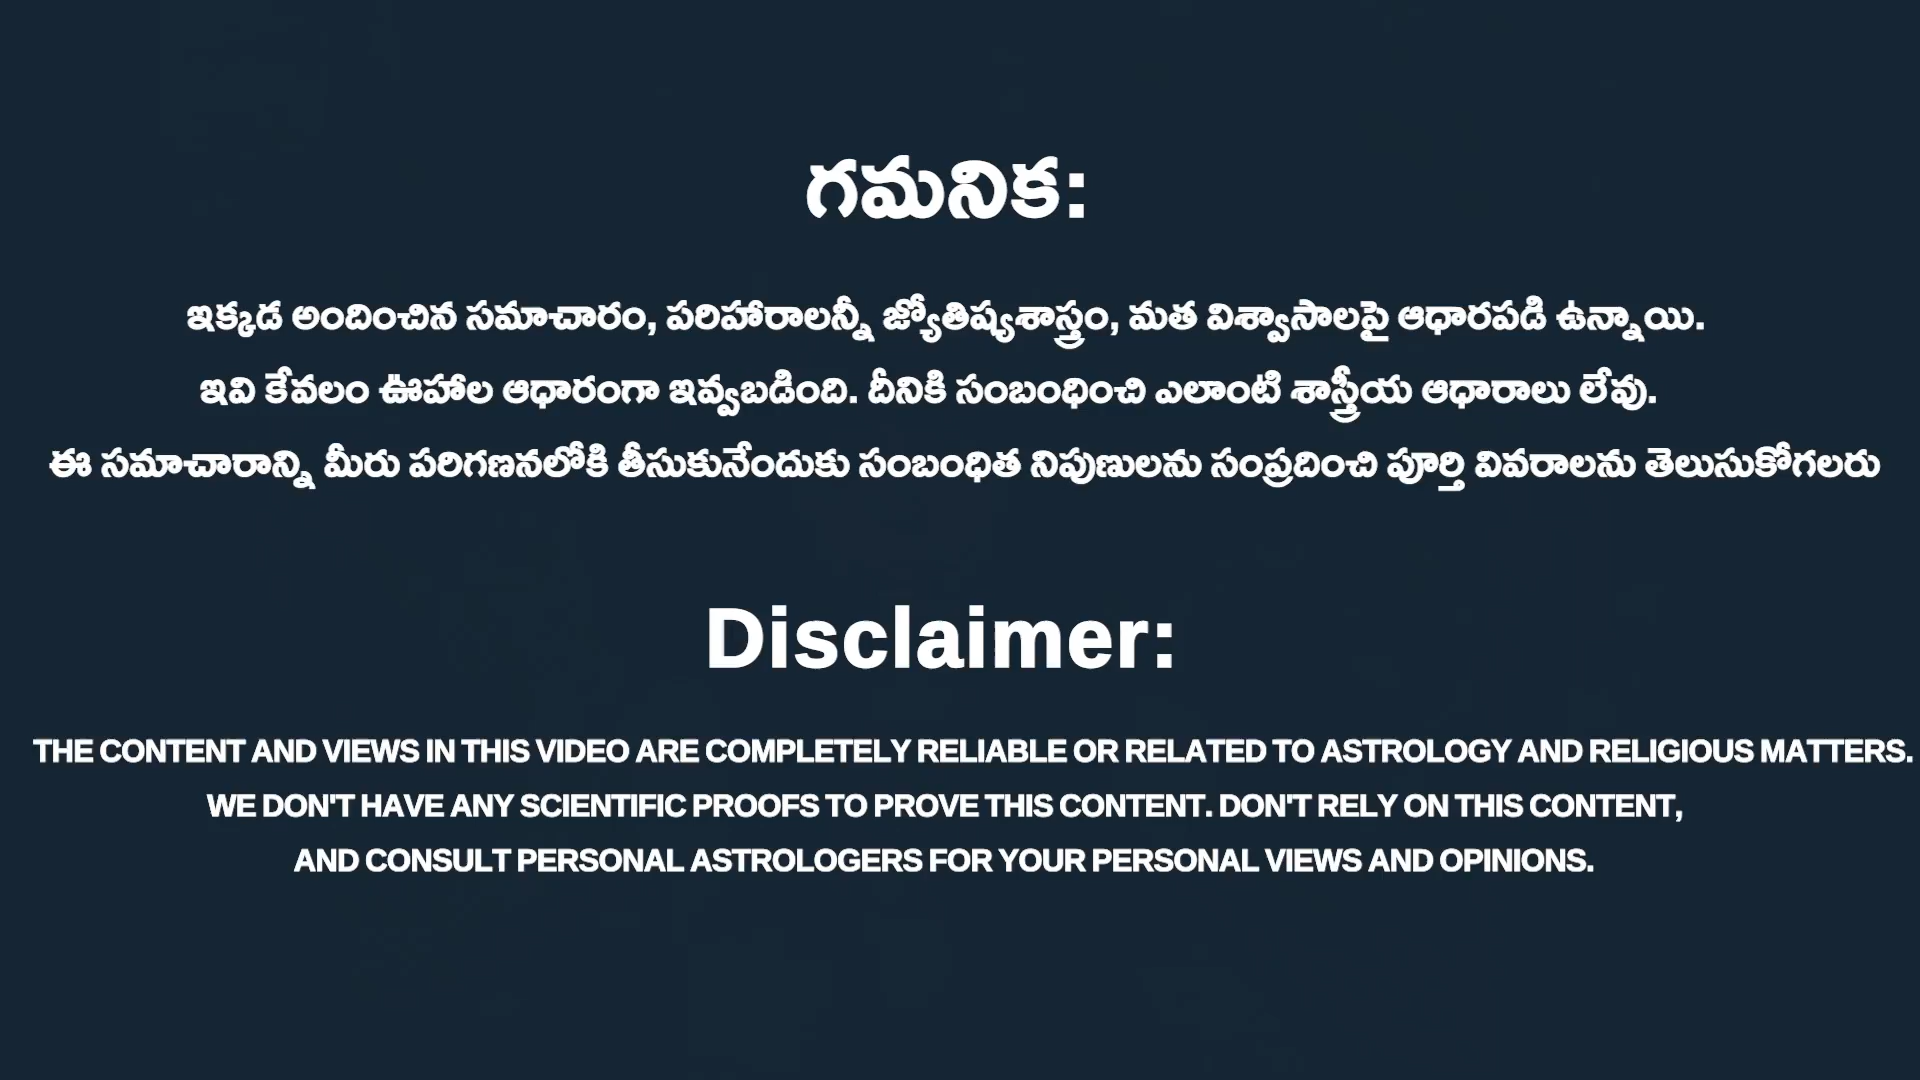 గమనిక:
ఇక్కడ అందించిన సమాచారం, పరిహారాలన్నీ జ్యోతిష్యశాస్త్రం, మత విశ్వాసాలపై ఆధారపడి ఉన్నాయి.
ఇవి కేవలం ఊహాల ఆధారంగా ఇవ్వబడింది. దీనికి సంబంధించి ఎలాంటి శాస్త్రీయ ఆధారాలు లేవు.
ఈ సమాచారాన్ని మీరు పరిగణనలోకి తీసుకునేందుకు సంబంధిత నిపుణులను సంప్రదించి పూర్తి వివరాలను తెలుసుకోగలరు
Disclaimer:
THE CONTENT AND VIEWS IN THIS VIDEO ARE COMPLETELY RELIABLE OR RELATED TO ASTROLOGY AND RELIGIOUS MATTERS.
WE DON'T HAVE ANY SCIENTIFIC PROOFS TO PROVE THIS CONTENT. DON'T RELY ON THIS CONTENT,
AND CONSULT PERSONAL ASTROLOGERS FOR YOUR PERSONAL VIEWS AND OPINIONS.